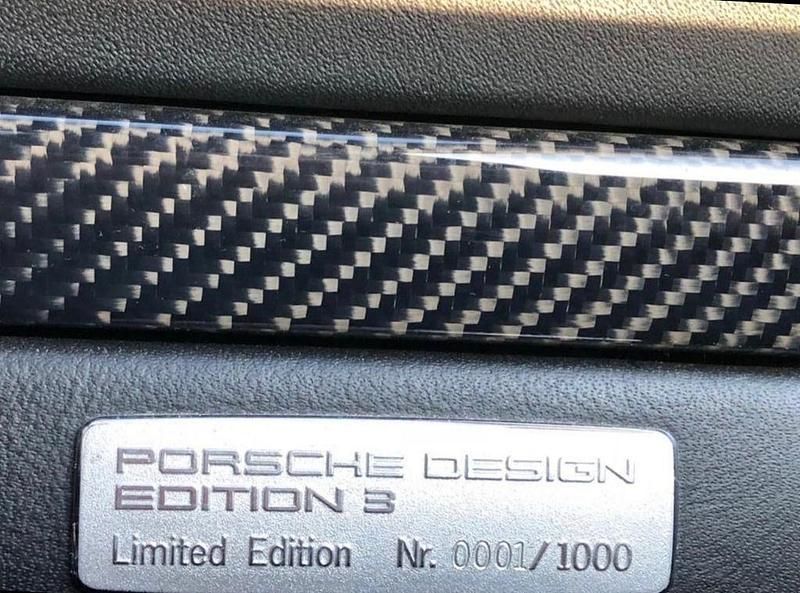 PORSCHE DESIGN
EDITION 3
Limited Edition Nr. 0001/1000